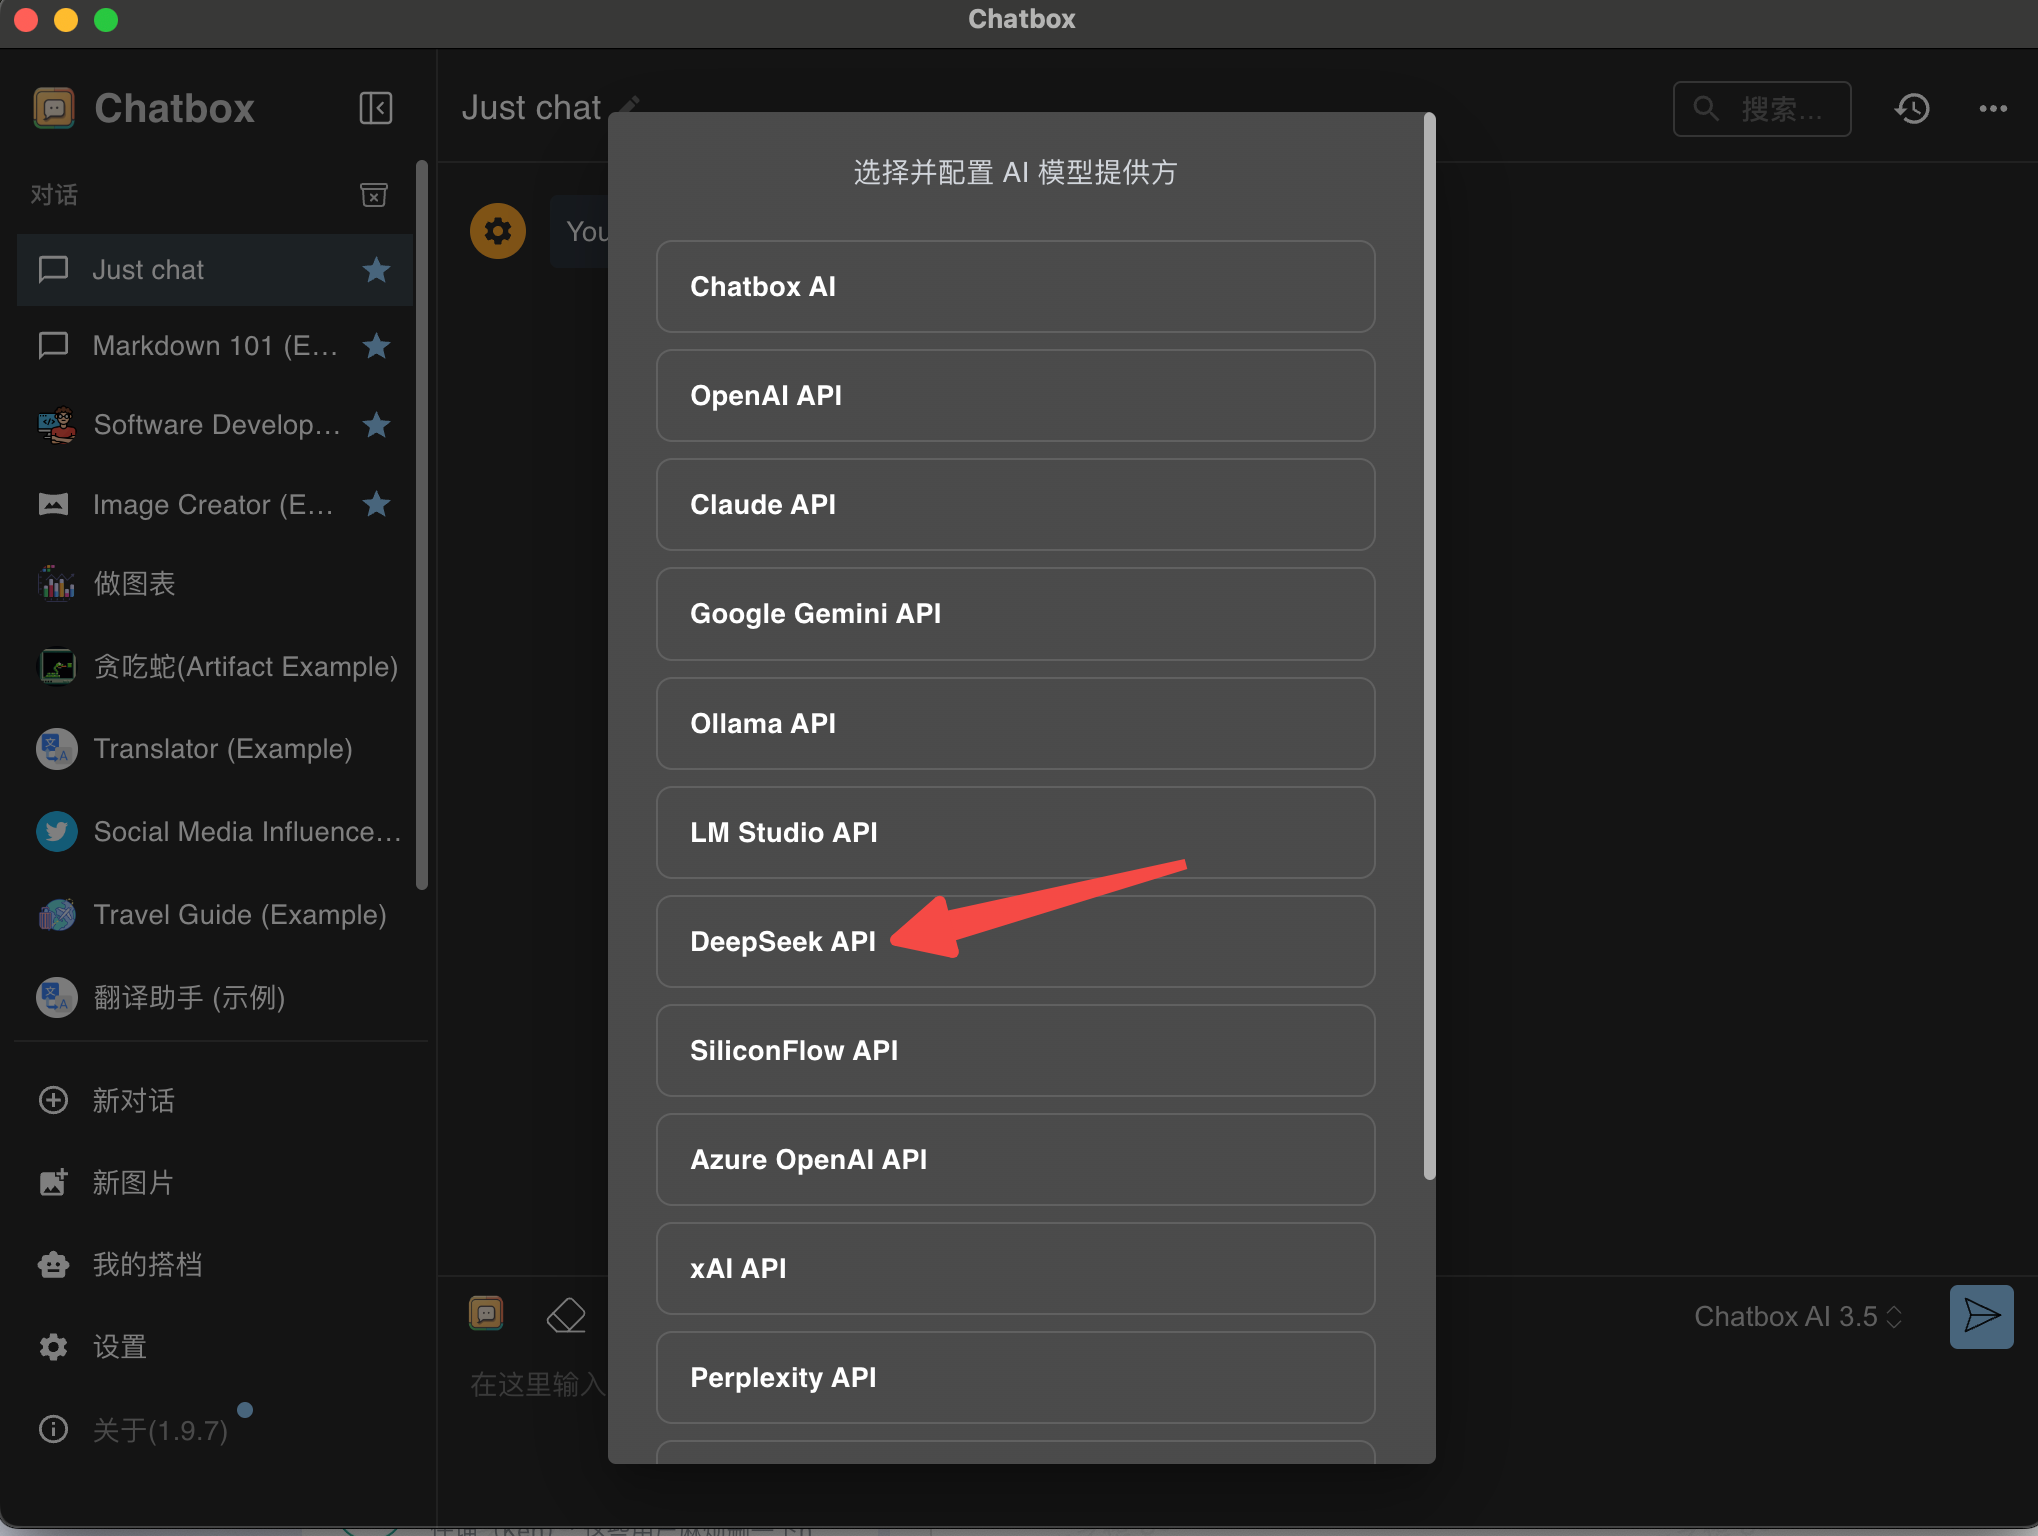 Chatbox
Chatbox
Just chat
搜索...
对话
Just chat
Markdown 101 (E...
Software Develop...
Image Creator (E...
做图表
贪吃蛇(Artifact Example)
Translator (Example)
Social Media Influence...
Travel Guide (Example)
翻译助手 (示例)
新对话
新图片
我的搭档
设置
关于(1.9.7)
You
选择并配置 AI 模型提供方
Chatbox AI
OpenAI API
Claude API
Google Gemini API
Ollama API
LM Studio API
DeepSeek API
SiliconFlow API
Azure OpenAI API
xAI API
Perplexity API
Chatbox AI 3.5
在这里输入